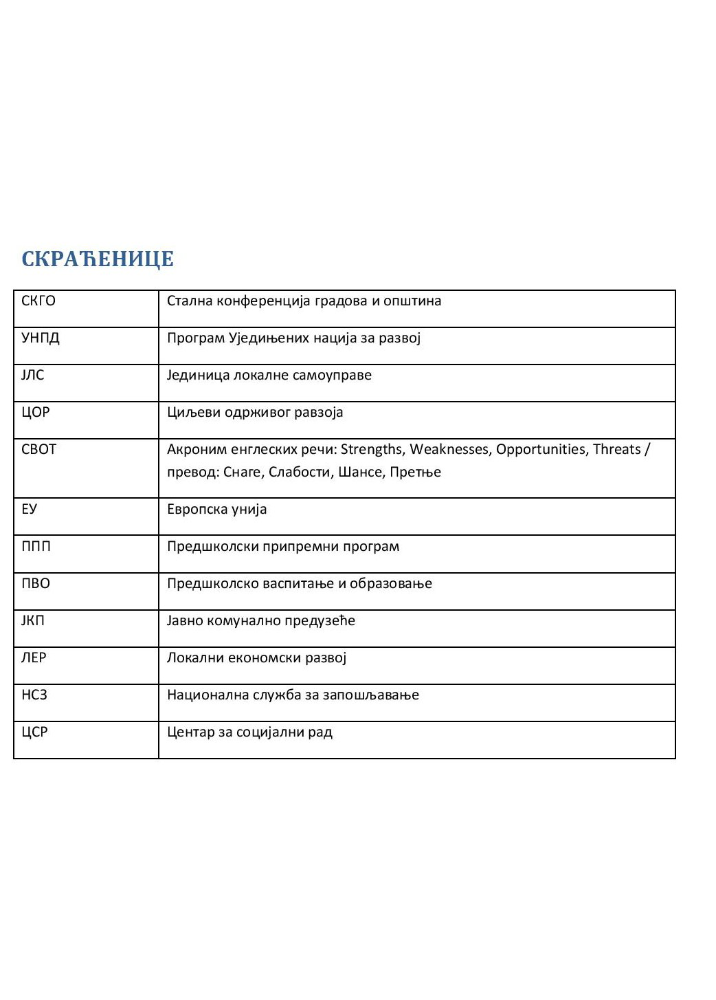 СКРАЋЕНИЦЕ
СКГО Стална конференција градова и општина
УНПД Програм Уједињених нација за развој
ЈЛС Јединица локалне самоуправе
ЦОР Циљеви одрживог равзоја
СВОТ Акроним енглеских речи: Strengths, Weaknesses, Opportunities, Threats /
превод: Снаге, Слабости, Шансе, Претње
ЕУ Европска унија
ППП Предшколски припремни програм
ПВО Предшколско васпитање и образовање
ЈКП Јавно комунално предузеће
ЛЕР Локални економски развој
НСЗ Национална служба за запошљавање
ЦСР Центар за социјални рад